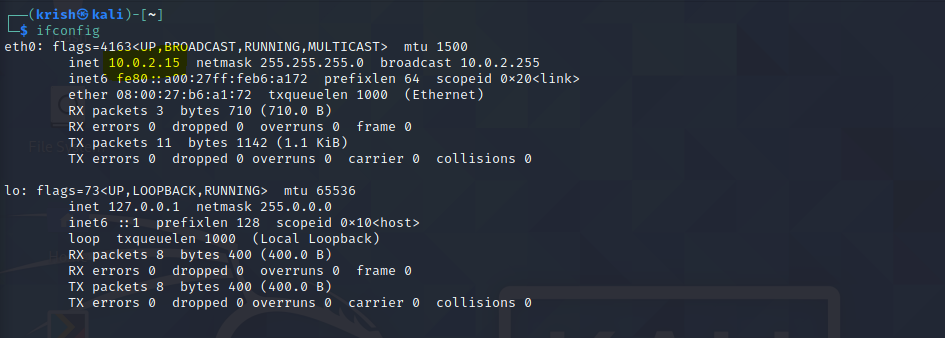 ┌──(krish㉿kali)-[~]
└─$ ifconfig
eth0: flags=4163<UP,BROADCAST,RUNNING,MULTICAST>  mtu 1500
        inet 10.0.2.15  netmask 255.255.255.0  broadcast 10.0.2.255
        inet6 fe80::a00:27ff:feb6:a172  prefixlen 64  scopeid 0×20<link>
        ether 08:00:27:b6:a1:72  txqueuelen 1000  (Ethernet)
        RX packets 3  bytes 710 (710.0 B)
        RX errors 0  dropped 0  overruns 0  frame 0
        TX packets 11  bytes 1142 (1.1 KiB)
        TX errors 0  dropped 0 overruns 0  carrier 0  collisions 0

lo: flags=73<UP,LOOPBACK,RUNNING>  mtu 65536
        inet 127.0.0.1  netmask 255.0.0.0
        inet6 ::1  prefixlen 128  scopeid 0×10<host>
        loop  txqueuelen 1000  (Local Loopback)
        RX packets 8  bytes 400 (400.0 B)
        RX errors 0  dropped 0  overruns 0  frame 0
        TX packets 8  bytes 400 (400.0 B)
        TX errors 0  dropped 0 overruns 0  carrier 0  collisions 0